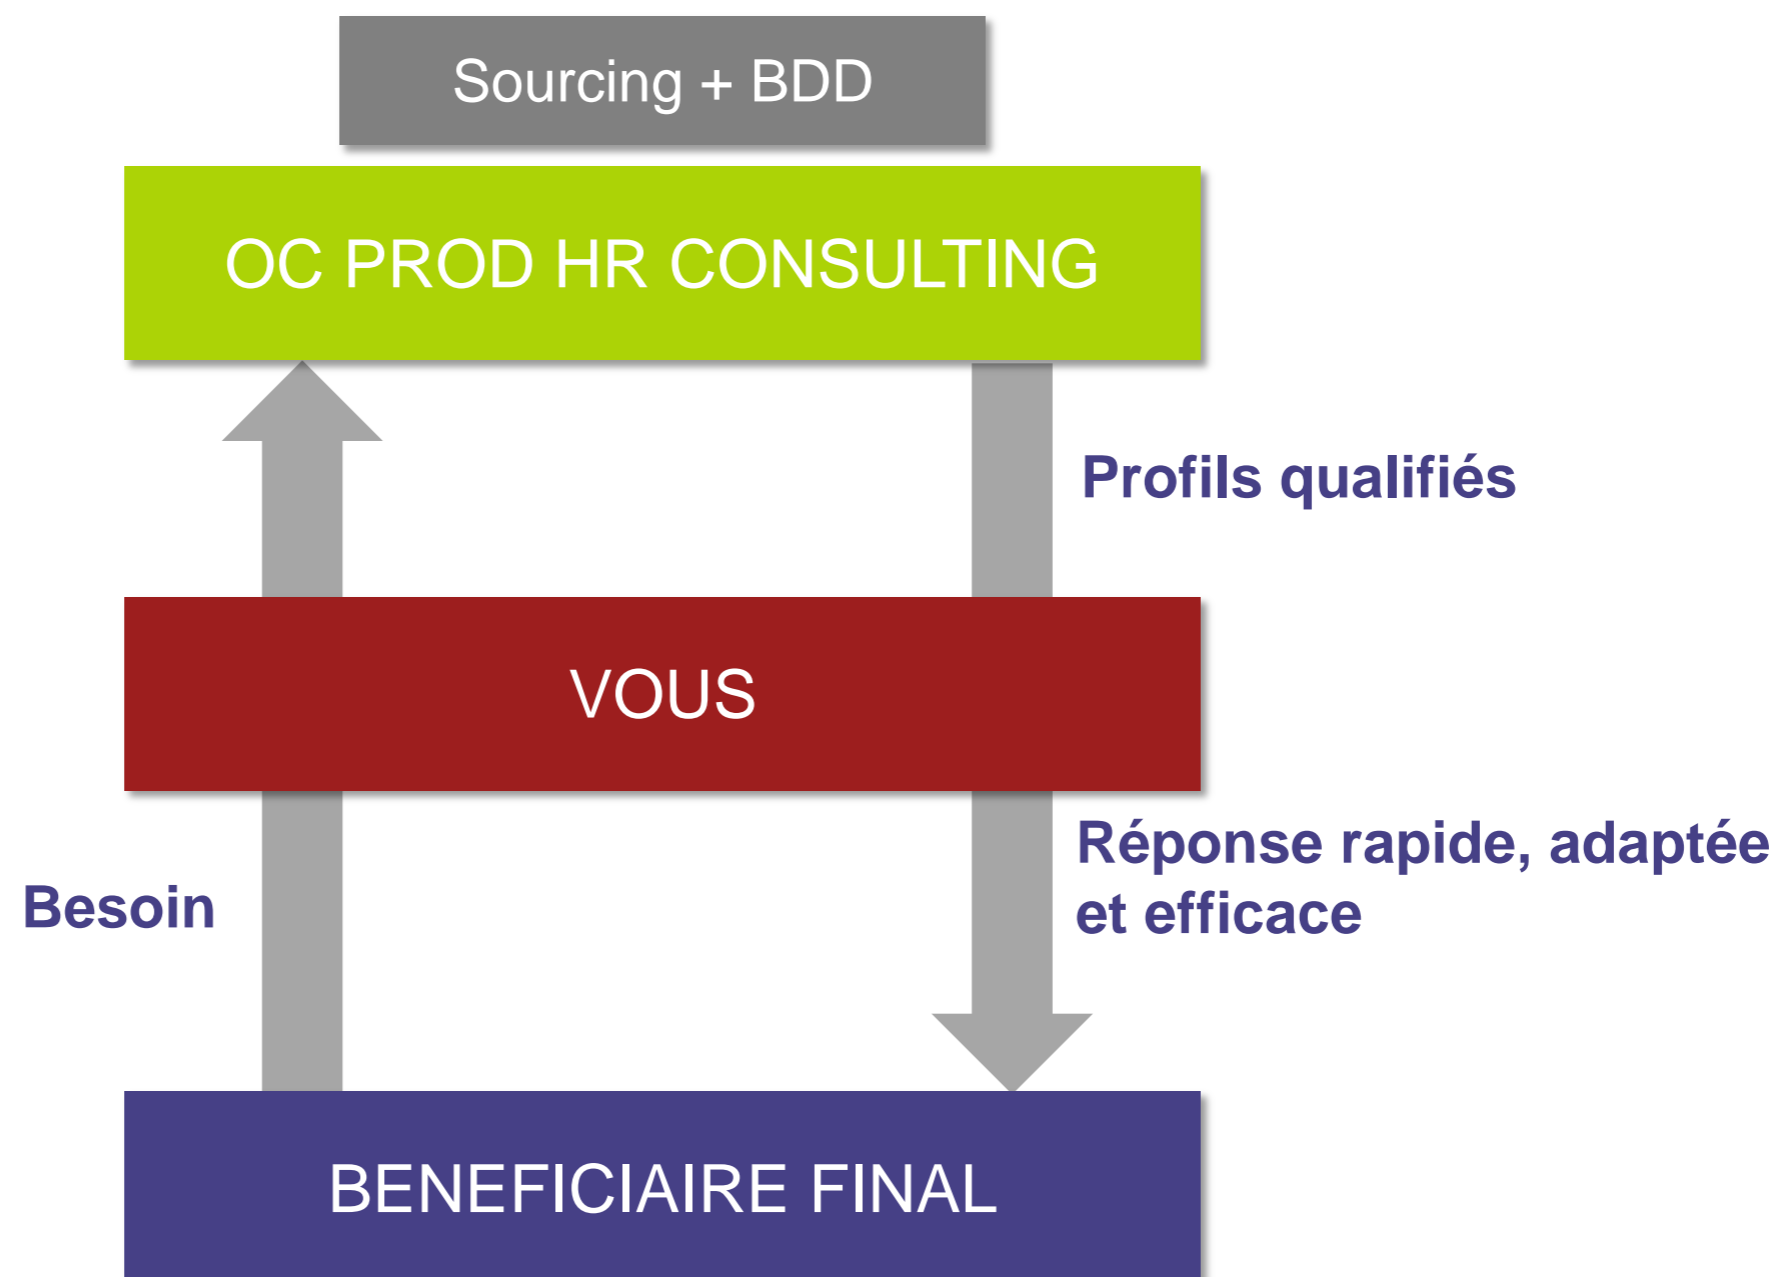 Sourcing + BDD
OC PROD HR CONSULTING
Profils qualifiés
VOUS
Réponse rapide, adaptée
et efficace
Besoin
BENEFICIAIRE FINAL